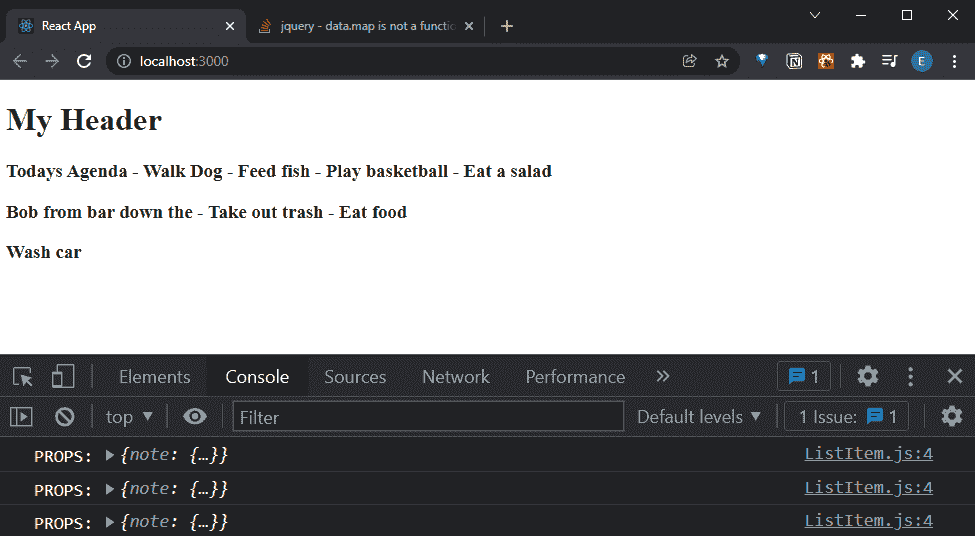 React App
jquery - data.map is not a functio
localhost:3000
E
My Header
Todays Agenda - Walk Dog - Feed fish - Play basketball - Eat a salad
Bob from bar down the - Take out trash - Eat food
Wash car
Elements Console Sources Network Performance » 1
top Filter Default levels 1 Issue: 1
PROPS: {note: {…}} ListItem.js:4
PROPS: {note: {…}} ListItem.js:4
PROPS: {note: {…}} ListItem.js:4